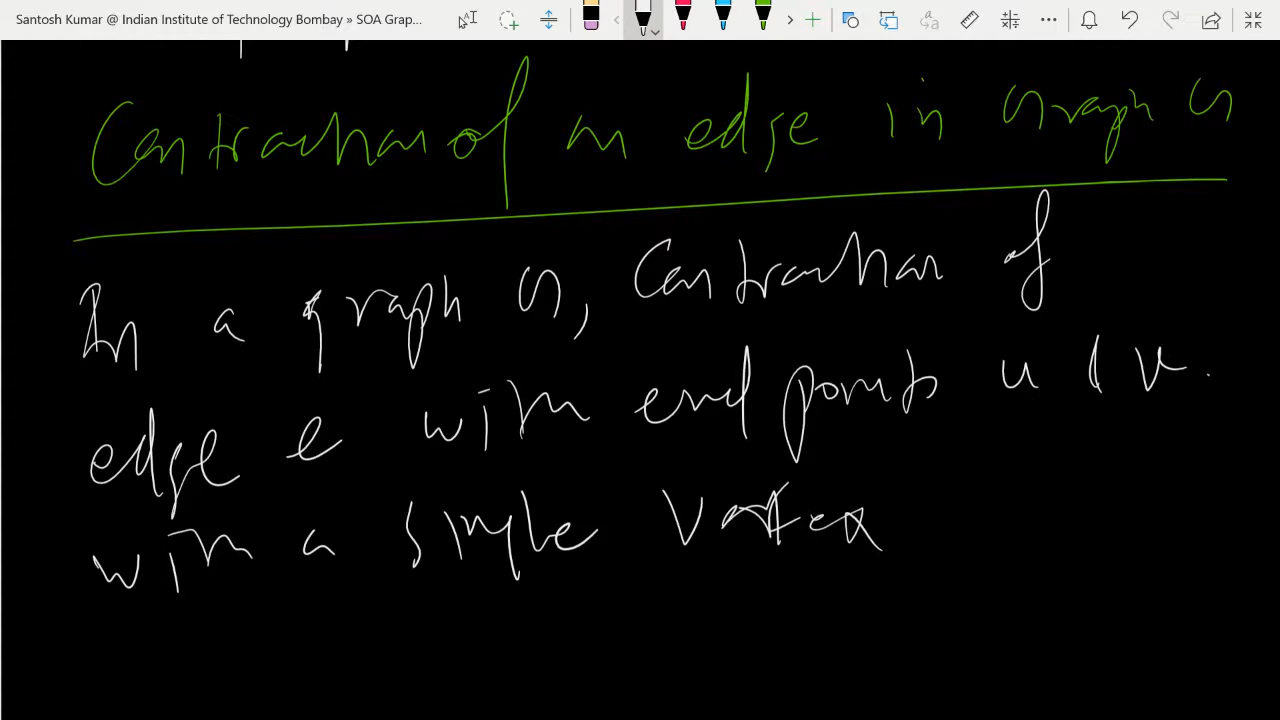 Santosh Kumar @ Indian Institute of Technology Bombay » SOA Grap...
Contraction of an edge in Graph G
In a graph G, Contraction of
edge e with end points u & v.
with a single Vertex